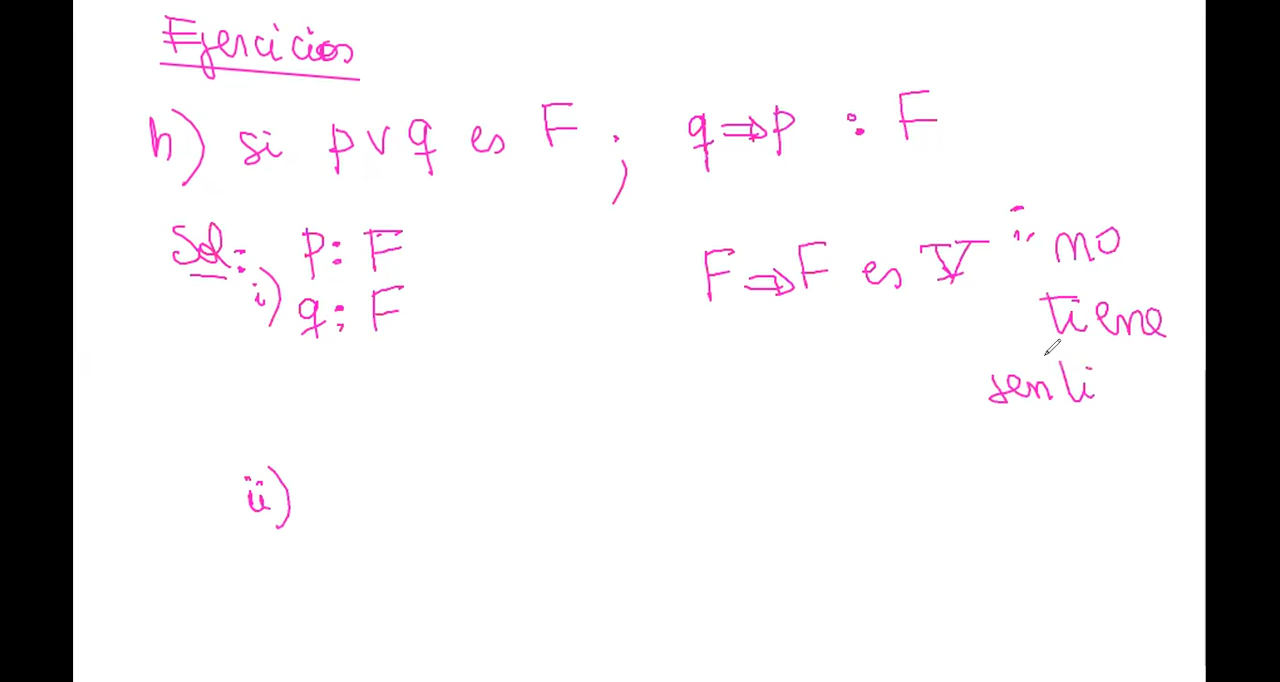 Ejercicios
h) si p v q es F ; q ⇒ p : F
Sol: p: F
i) q: F
F ⇒ F es V ∴ no
tiene
senti
ii)